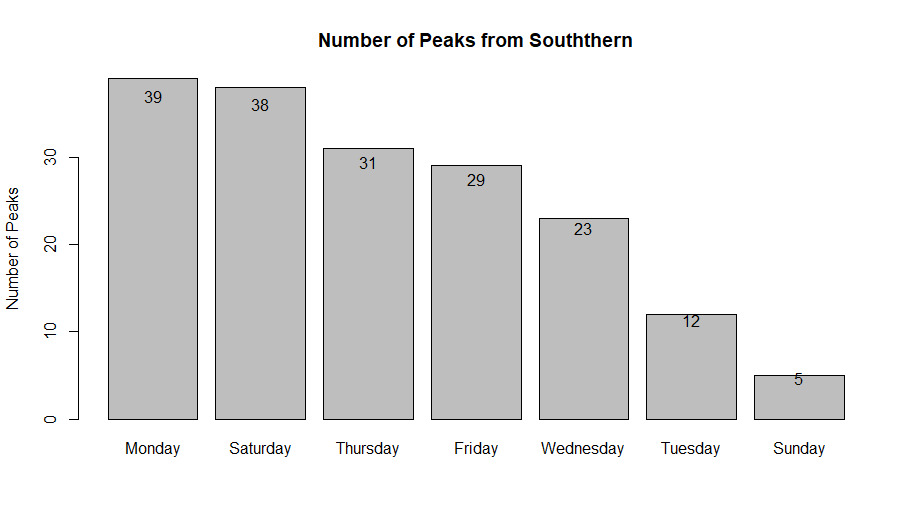 Number of Peaks from Souththern
Number of Peaks
30
20
10
0
39
38
31
29
23
12
5
Monday
Saturday
Thursday
Friday
Wednesday
Tuesday
Sunday